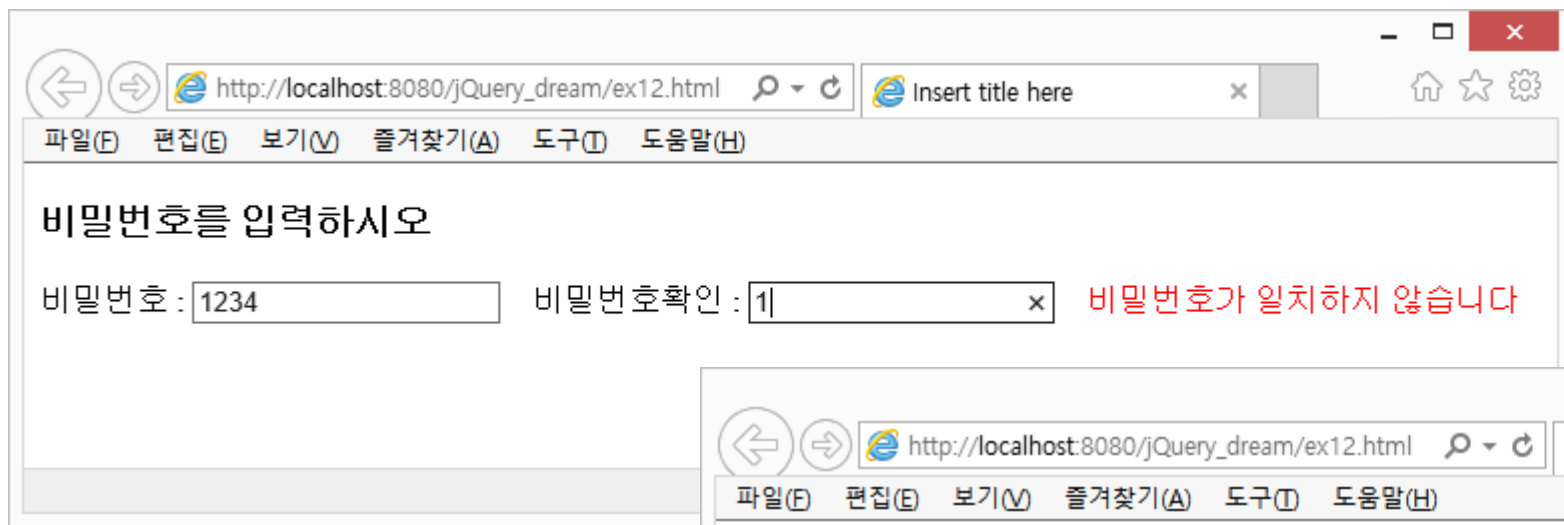 http://localhost:8080/jQuery_dream/ex12.html Insert title here
파일(F) 편집(E) 보기(V) 즐겨찾기(A) 도구(T) 도움말(H)
비밀번호를 입력하시오
비밀번호 : 1234 비밀번호확인 : 1 비밀번호가 일치하지 않습니다
http://localhost:8080/jQuery_dream/ex12.html
파일(F) 편집(E) 보기(V) 즐겨찾기(A) 도구(T) 도움말(H)